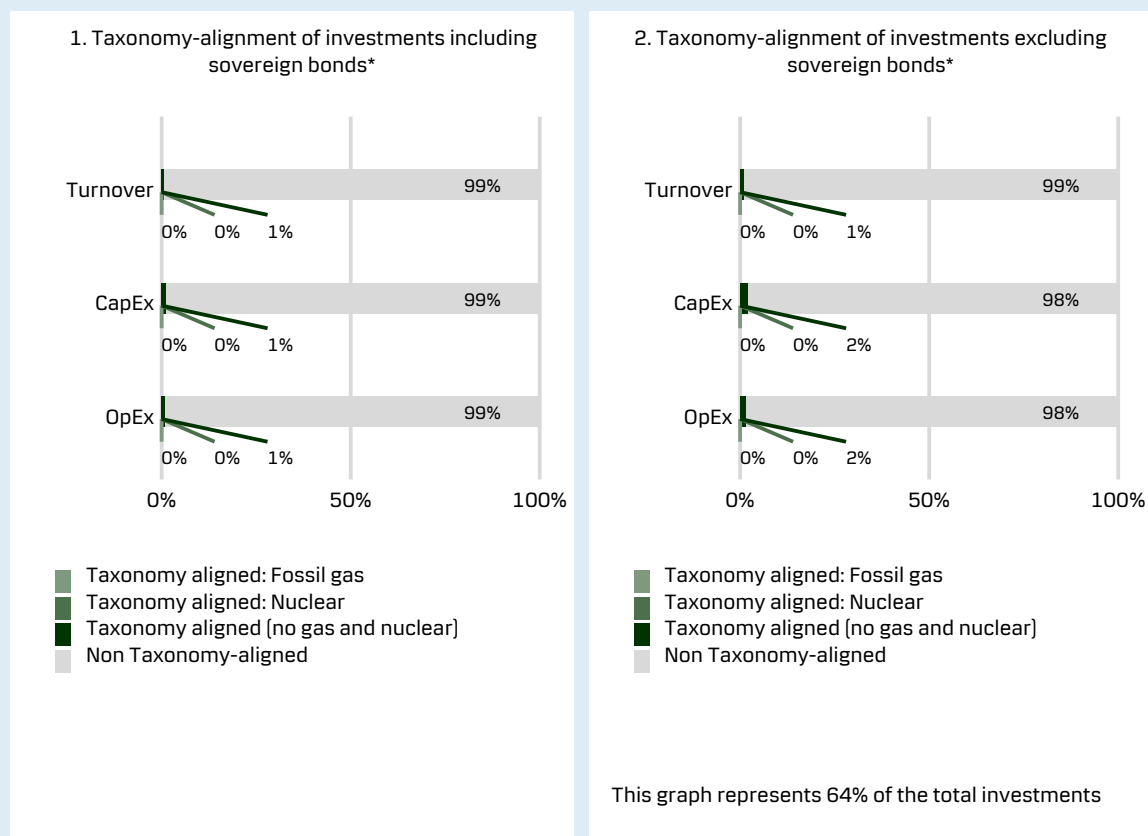 1. Taxonomy-alignment of investments including
sovereign bonds*
Turnover
99%
0% 0% 1%
CapEx
99%
0% 0% 1%
OpEx
99%
0% 0% 1%
0% 50% 100%
Taxonomy aligned: Fossil gas
Taxonomy aligned: Nuclear
Taxonomy aligned (no gas and nuclear)
Non Taxonomy-aligned
2. Taxonomy-alignment of investments excluding
sovereign bonds*
Turnover
99%
0% 0% 1%
CapEx
98%
0% 0% 2%
OpEx
98%
0% 0% 2%
0% 50% 100%
Taxonomy aligned: Fossil gas
Taxonomy aligned: Nuclear
Taxonomy aligned (no gas and nuclear)
Non Taxonomy-aligned
This graph represents 64% of the total investments